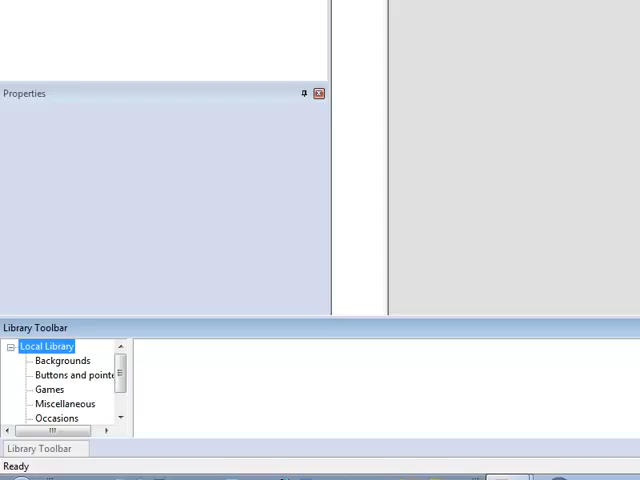 Properties
Library Toolbar
Local Library
Backgrounds
Buttons and pointe
Games
Miscellaneous
Occasions
Library Toolbar
Ready